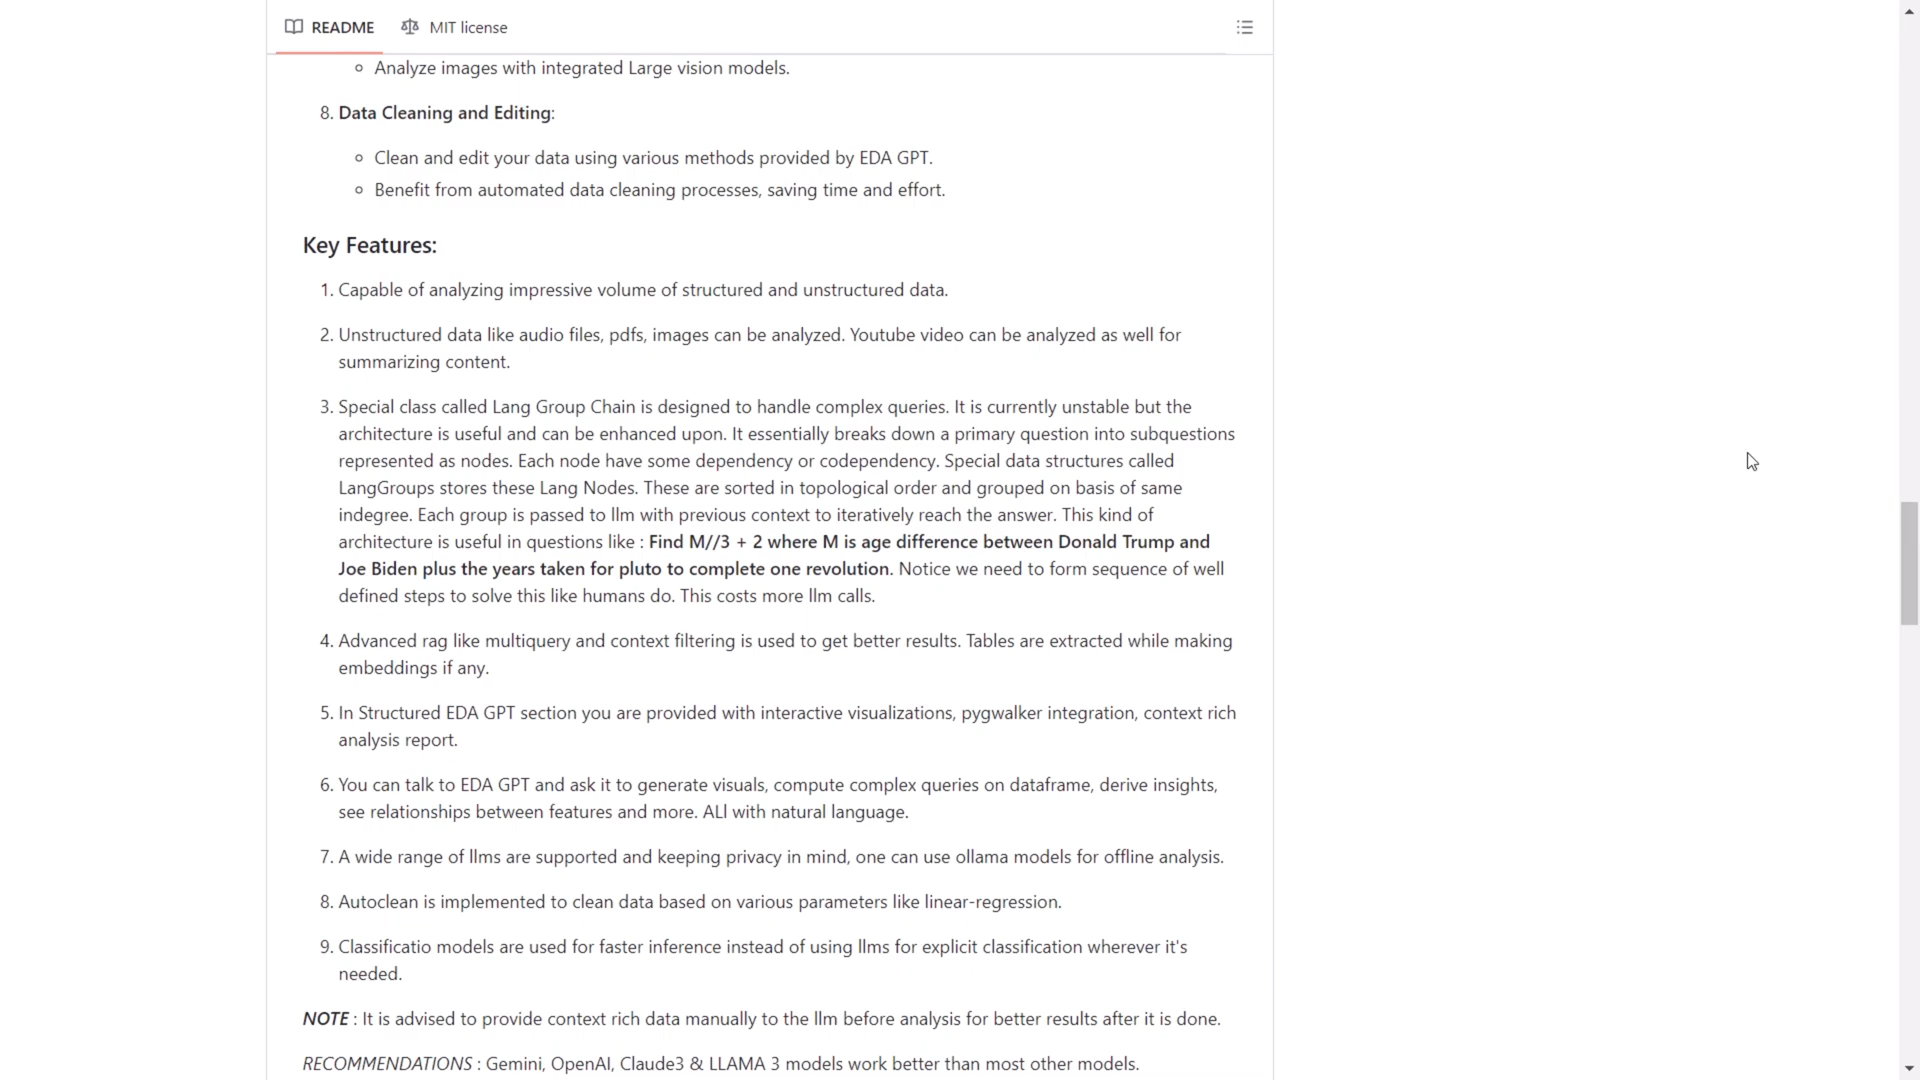 README MIT license
Analyze images with integrated Large vision models.
8. Data Cleaning and Editing:
Clean and edit your data using various methods provided by EDA GPT.
Benefit from automated data cleaning processes, saving time and effort.
Key Features:
1. Capable of analyzing impressive volume of structured and unstructured data.
2. Unstructured data like audio files, pdfs, images can be analyzed. Youtube video can be analyzed as well for
summarizing content.
3. Special class called Lang Group Chain is designed to handle complex queries. It is currently unstable but the
architecture is useful and can be enhanced upon. It essentially breaks down a primary question into subquestions
represented as nodes. Each node have some dependency or codependency. Special data structures called
LangGroups stores these Lang Nodes. These are sorted in topological order and grouped on basis of same
indegree. Each group is passed to llm with previous context to iteratively reach the answer. This kind of
architecture is useful in questions like : Find M//3 + 2 where M is age difference between Donald Trump and
Joe Biden plus the years taken for pluto to complete one revolution. Notice we need to form sequence of well
defined steps to solve this like humans do. This costs more llm calls.
4. Advanced rag like multiquery and context filtering is used to get better results. Tables are extracted while making
embeddings if any.
5. In Structured EDA GPT section you are provided with interactive visualizations, pygwalker integration, context rich
analysis report.
6. You can talk to EDA GPT and ask it to generate visuals, compute complex queries on dataframe, derive insights,
see relationships between features and more. ALl with natural language.
7. A wide range of llms are supported and keeping privacy in mind, one can use ollama models for offline analysis.
8. Autoclean is implemented to clean data based on various parameters like linear-regression.
9. Classificatio models are used for faster inference instead of using llms for explicit classification wherever it's
needed.
NOTE : It is advised to provide context rich data manually to the llm before analysis for better results after it is done.
RECOMMENDATIONS : Gemini, OpenAI, Claude3 & LLAMA 3 models work better than most other models.